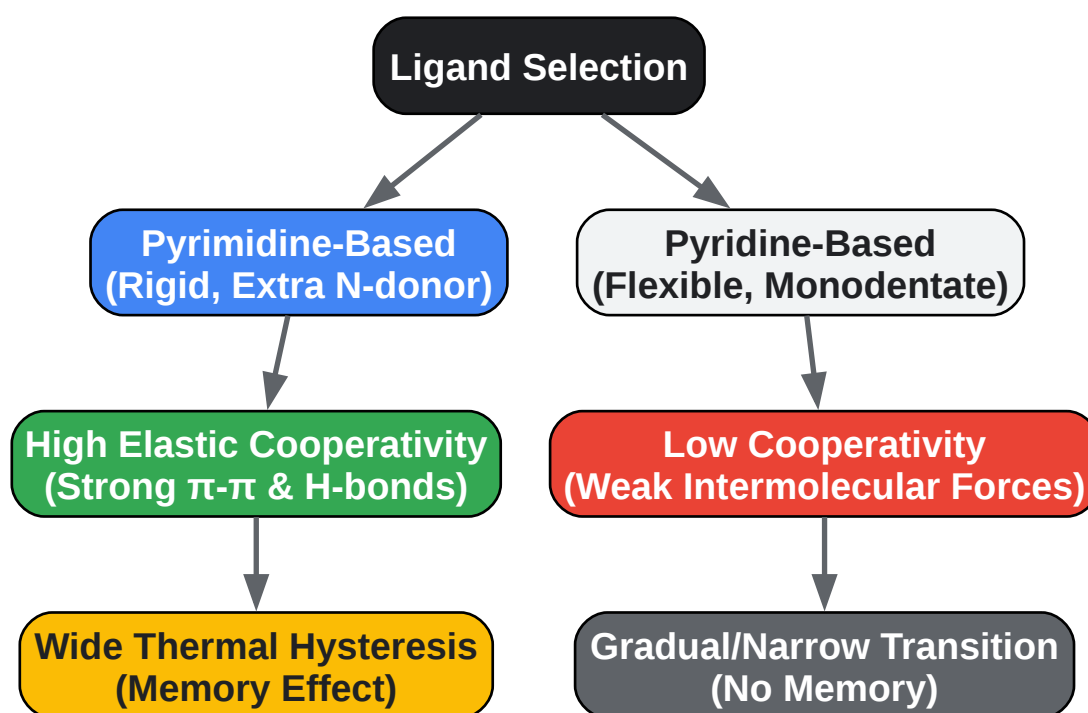 Ligand Selection
Pyrimidine-Based
(Rigid, Extra N-donor)
Pyridine-Based
(Flexible, Monodentate)
High Elastic Cooperativity
(Strong π-π & H-bonds)
Low Cooperativity
(Weak Intermolecular Forces)
Wide Thermal Hysteresis
(Memory Effect)
Gradual/Narrow Transition
(No Memory)